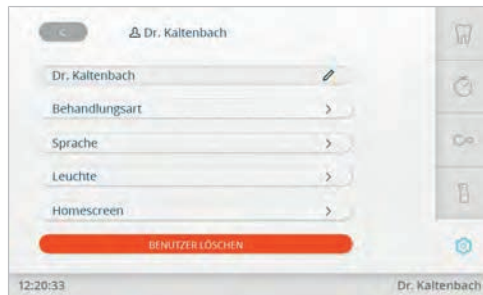 <
Dr. Kaltenbach
Dr. Kaltenbach
Behandlungsart
>
Sprache
>
Leuchte
>
Homescreen
>
BENUTZER LÖSCHEN
12:20:33
Dr. Kaltenbach